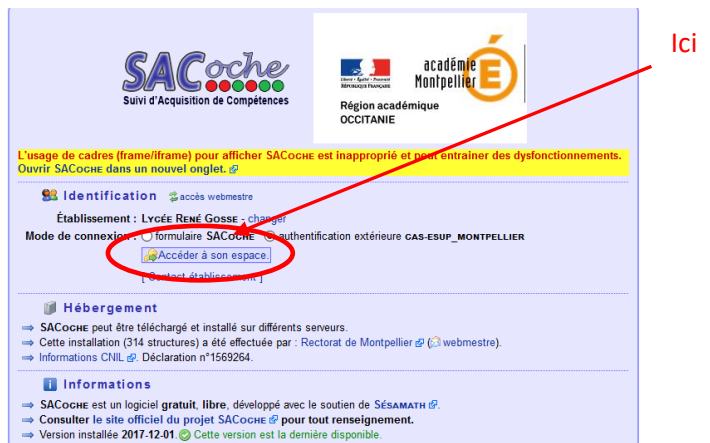 Ici
SACoche
Suivi d'Acquisition de Compétences
Liberté • Égalité • Fraternité
RÉPUBLIQUE FRANÇAISE
académie
Montpellier
Région académique
OCCITANIE
L'usage de cadres (frame/iframe) pour afficher SACoche est inapproprié et peut entrainer des dysfonctionnements.
Ouvrir SACoche dans un nouvel onglet.
Identification accès webmestre
Établissement : Lycée René Gosse - changer
Mode de connexion : formulaire SACoche authentification extérieure cas-esup_montpellier
Accéder à son espace.
[ Contact établissement ]
Hébergement
SACoche peut être téléchargé et installé sur différents serveurs.
Cette installation (314 structures) a été effectuée par : Rectorat de Montpellier (webmestre).
Informations CNIL. Déclaration n°1569264.
Informations
SACoche est un logiciel gratuit, libre, développé avec le soutien de Sésamath.
Consulter le site officiel du projet SACoche pour tout renseignement.
Version installée 2017-12-01. Cette version est la dernière disponible.